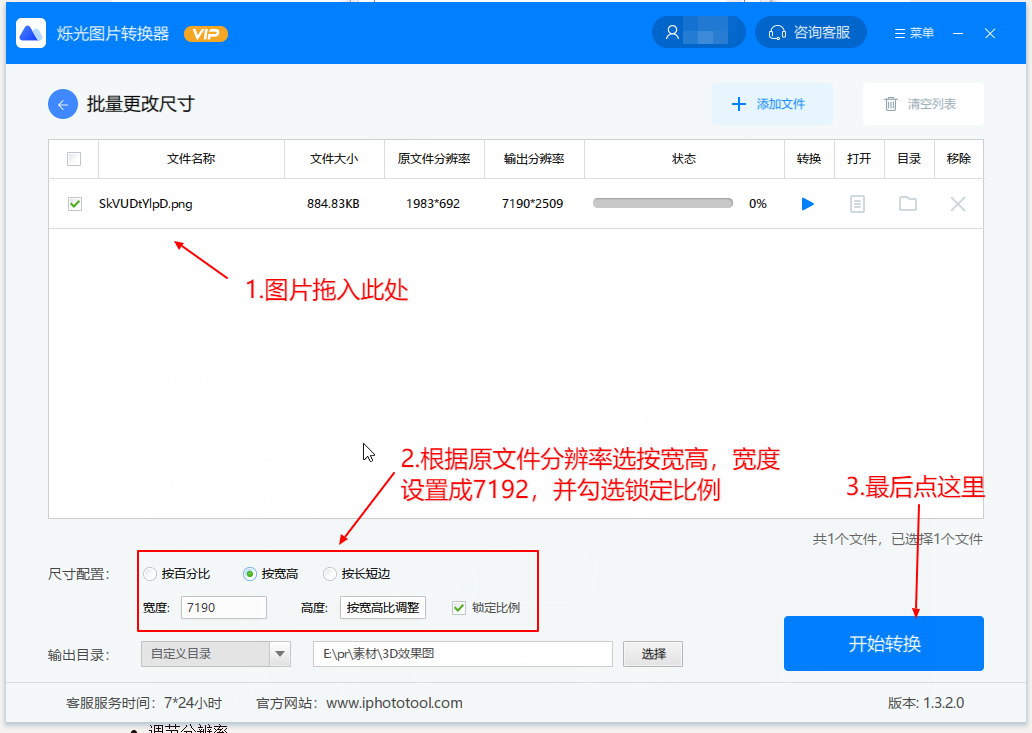 烁光图片转换器 VIP 咨询客服 菜单
批量更改尺寸 添加文件 清空列表
文件名称 文件大小 原文件分辨率 输出分辨率 状态 转换 打开 目录 移除
SkVUDtYlpD.png 884.83KB 1983*692 7190*2509 0%
1.图片拖入此处
2.根据原文件分辨率选按宽高，宽度
设置成7192，并勾选锁定比例
3.最后点这里
共1个文件，已选择1个文件
尺寸配置： 按百分比 按宽高 按长短边
宽度: 7190 高度: 按宽高比调整 锁定比例
开始转换
输出目录： 自定义目录 E:\pr\素材\3D效果图 选择
客服服务时间：7*24小时 官方网站：www.iphototool.com 版本: 1.3.2.0
调节分辨率